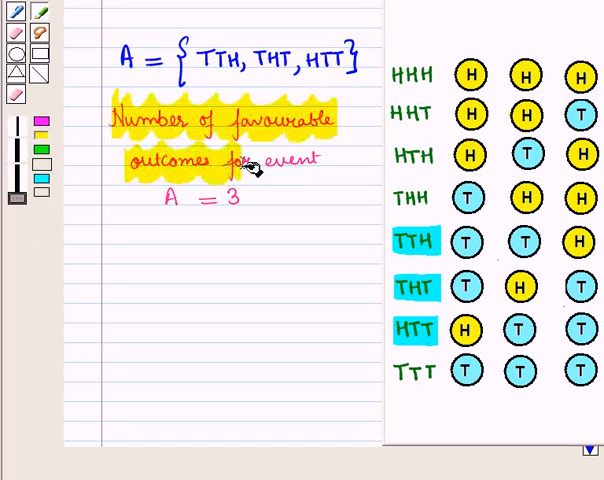 A = { TTH, THT, HTT}
Number of favourable
outcomes for event
A = 3
HHH H H H
HHT H H T
HTH H T H
THH T H H
TTH T T H
THT T H T
HTT H T T
TTT T T T